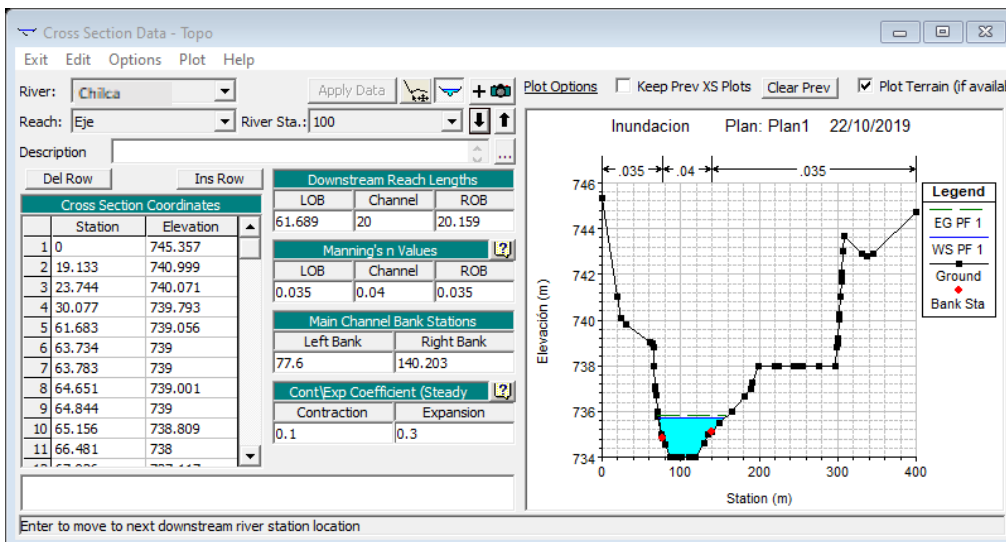 Cross Section Data - Topo
Exit Edit Options Plot Help
River: Chilca
Apply Data
Plot Options Keep Prev XS Plots Clear Prev Plot Terrain (if availal
Reach: Eje River Sta.: 100
Description ...
Del Row Ins Row
Cross Section Coordinates
Station Elevation
1 0 745.357
2 19.133 740.999
3 23.744 740.071
4 30.077 739.793
5 61.683 739.056
6 63.734 739
7 63.783 739
8 64.651 739.001
9 64.844 739
10 65.156 738.809
11 66.481 738
Downstream Reach Lengths
LOB Channel ROB
61.689 20 20.159
Manning's n Values
LOB Channel ROB
0.035 0.04 0.035
Main Channel Bank Stations
Left Bank Right Bank
77.6 140.203
Cont\Exp Coefficient (Steady
Contraction Expansion
0.1 0.3
Inundacion Plan: Plan1 22/10/2019
.035 .04 .035
746
744
742
740
738
736
734
Elevación (m)
0 100 200 300 400
Station (m)
Legend
EG PF 1
WS PF 1
Ground
Bank Sta
Enter to move to next downstream river station location